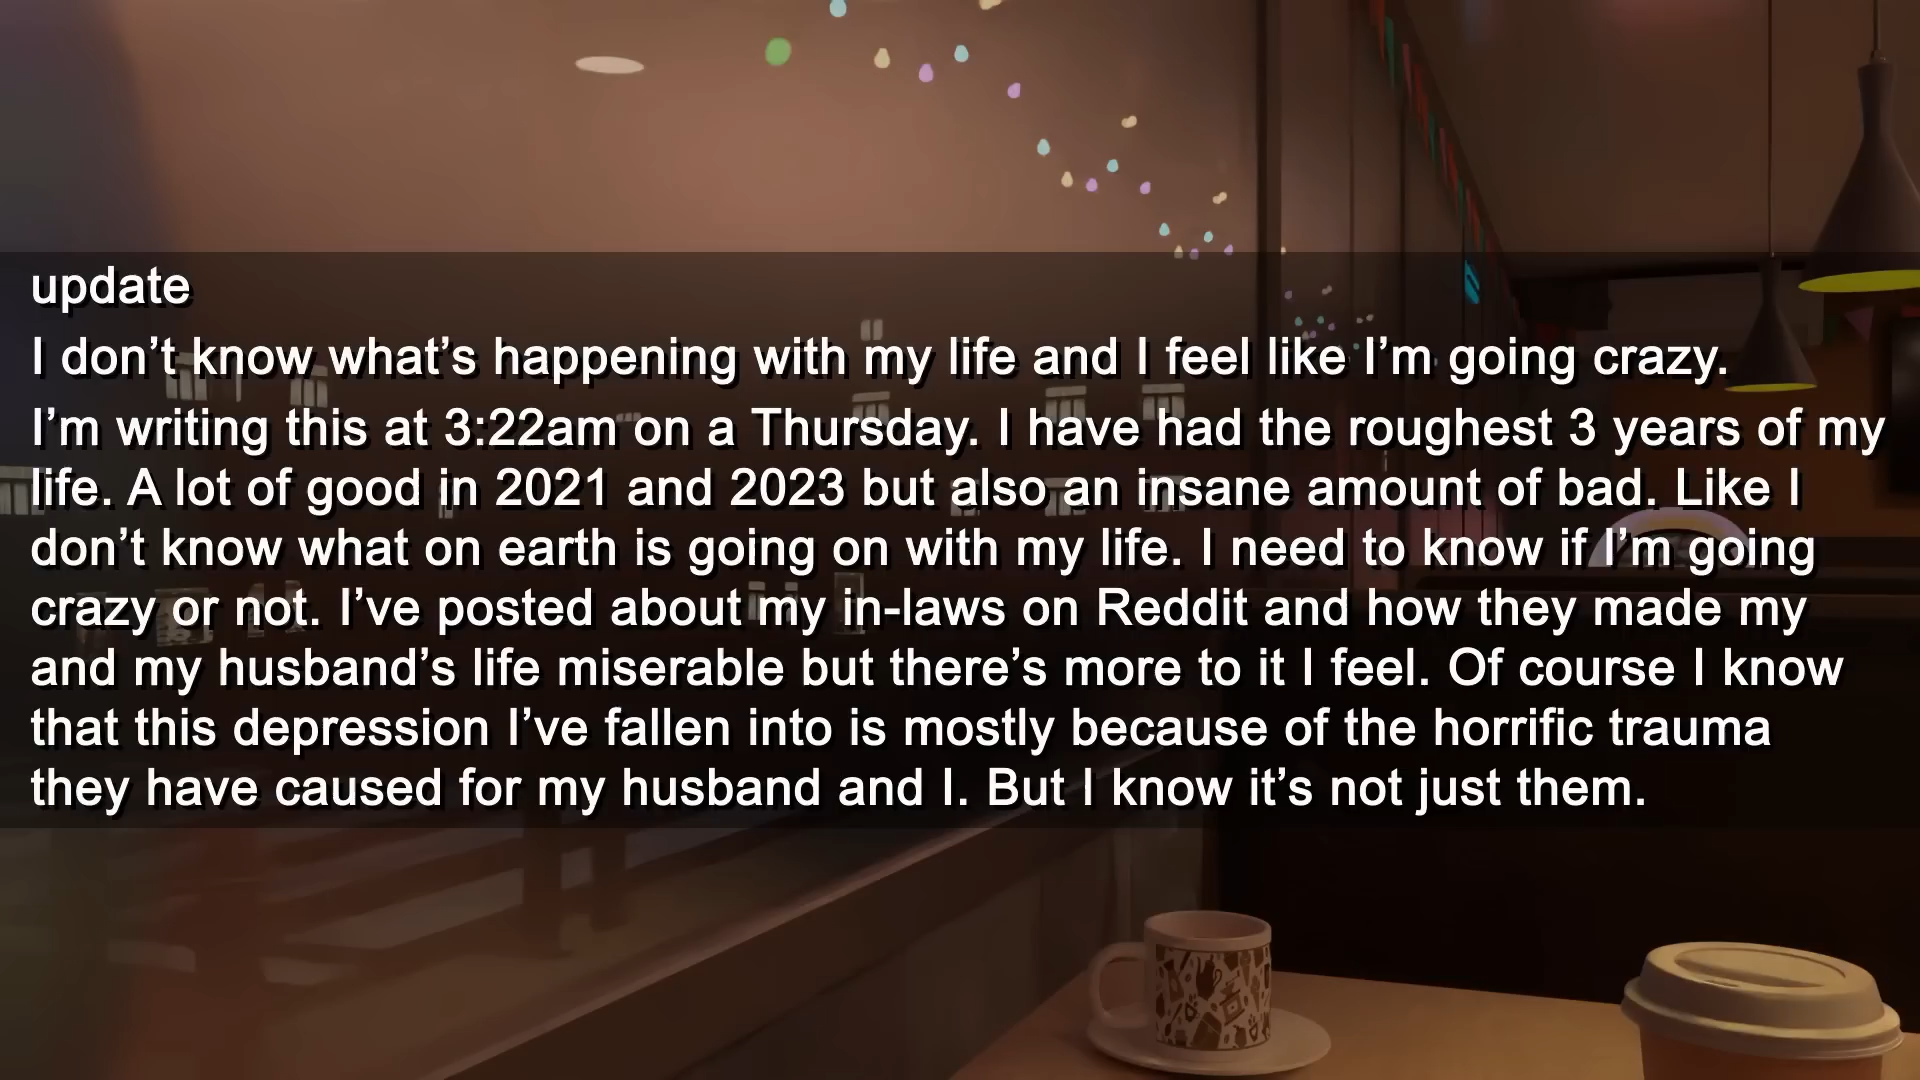 update
I don’t know what’s happening with my life and I feel like I’m going crazy.
I’m writing this at 3:22am on a Thursday. I have had the roughest 3 years of my
life. A lot of good in 2021 and 2023 but also an insane amount of bad. Like I
don’t know what on earth is going on with my life. I need to know if I’m going
crazy or not. I’ve posted about my in-laws on Reddit and how they made my
and my husband’s life miserable but there’s more to it I feel. Of course I know
that this depression I’ve fallen into is mostly because of the horrific trauma
they have caused for my husband and I. But I know it’s not just them.